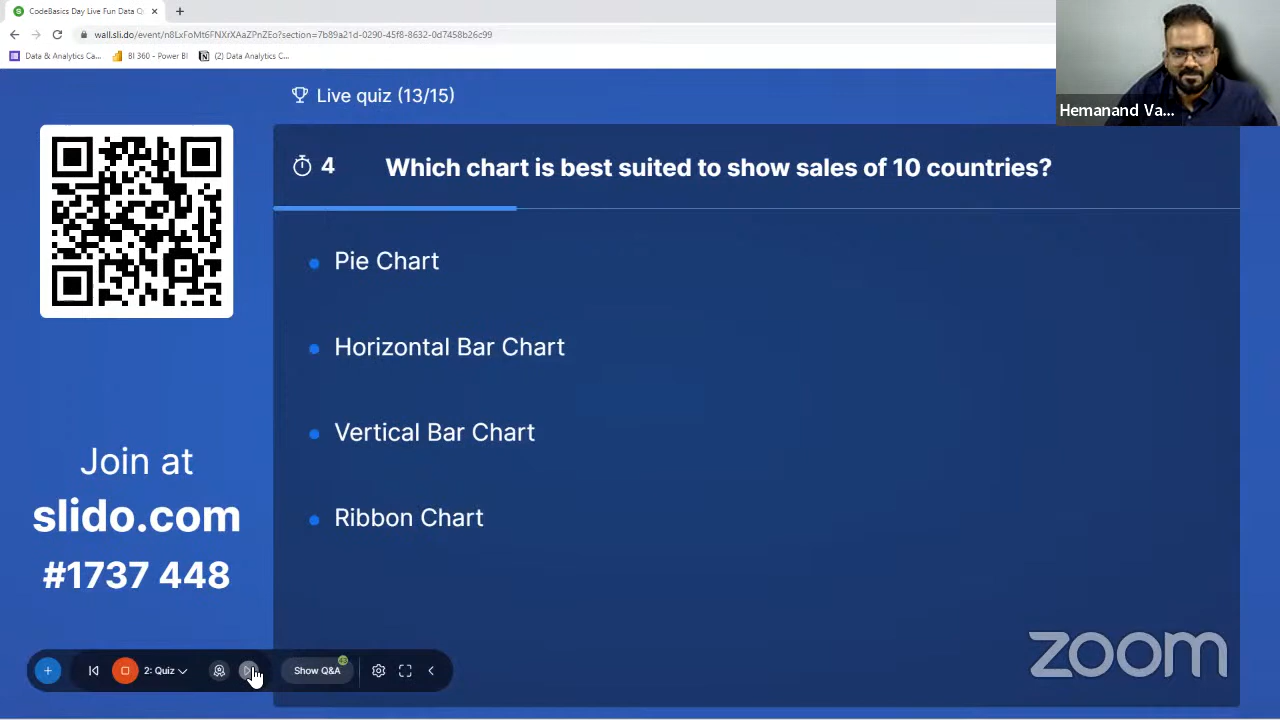 CodeBasics Day Live Fun Data Q
wall.sli.do/event/n8LxFoMt6FNXrXAaZPnZEo?section=7b89a21d-0290-45f8-8632-0d7458b26c99
Data & Analytics Ca...
BI 360 - Power BI
(2) Data Analytics C...
Hemanand Va...
Live quiz (13/15)
4
Which chart is best suited to show sales of 10 countries?
Pie Chart
Horizontal Bar Chart
Vertical Bar Chart
Ribbon Chart
Join at
slido.com
#1737 448
2: Quiz
Show Q&A
zoom